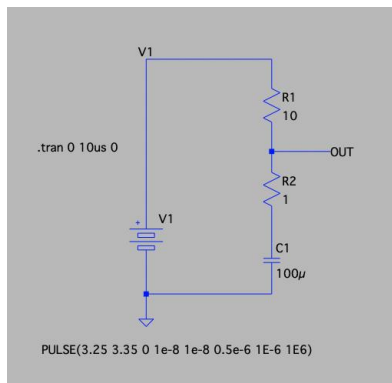 V1
R1
10
.tran 0 10us 0
OUT
R2
1
+
V1
C1
100µ
PULSE(3.25 3.35 0 1e-8 1e-8 0.5e-6 1E-6 1E6)